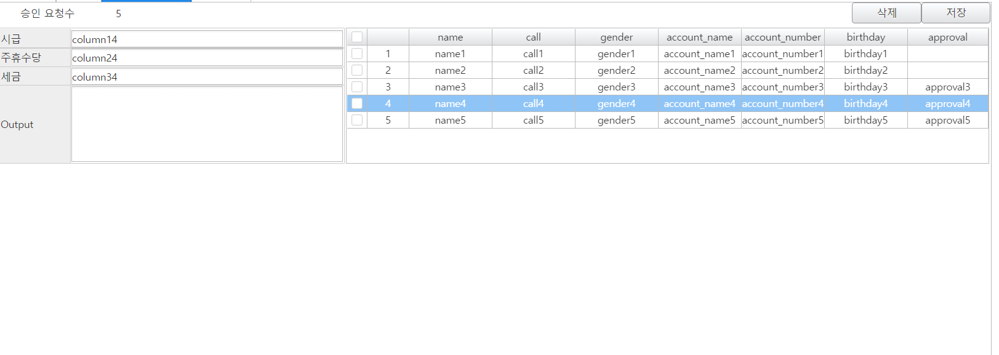 승인 요청수 5 삭제 저장
시급 column14
주휴수당 column24
세금 column34
Output
name call gender account_name account_number birthday approval
1 name1 call1 gender1 account_name1 account_number1 birthday1
2 name2 call2 gender2 account_name2 account_number2 birthday2
3 name3 call3 gender3 account_name3 account_number3 birthday3 approval3
4 name4 call4 gender4 account_name4 account_number4 birthday4 approval4
5 name5 call5 gender5 account_name5 account_number5 birthday5 approval5